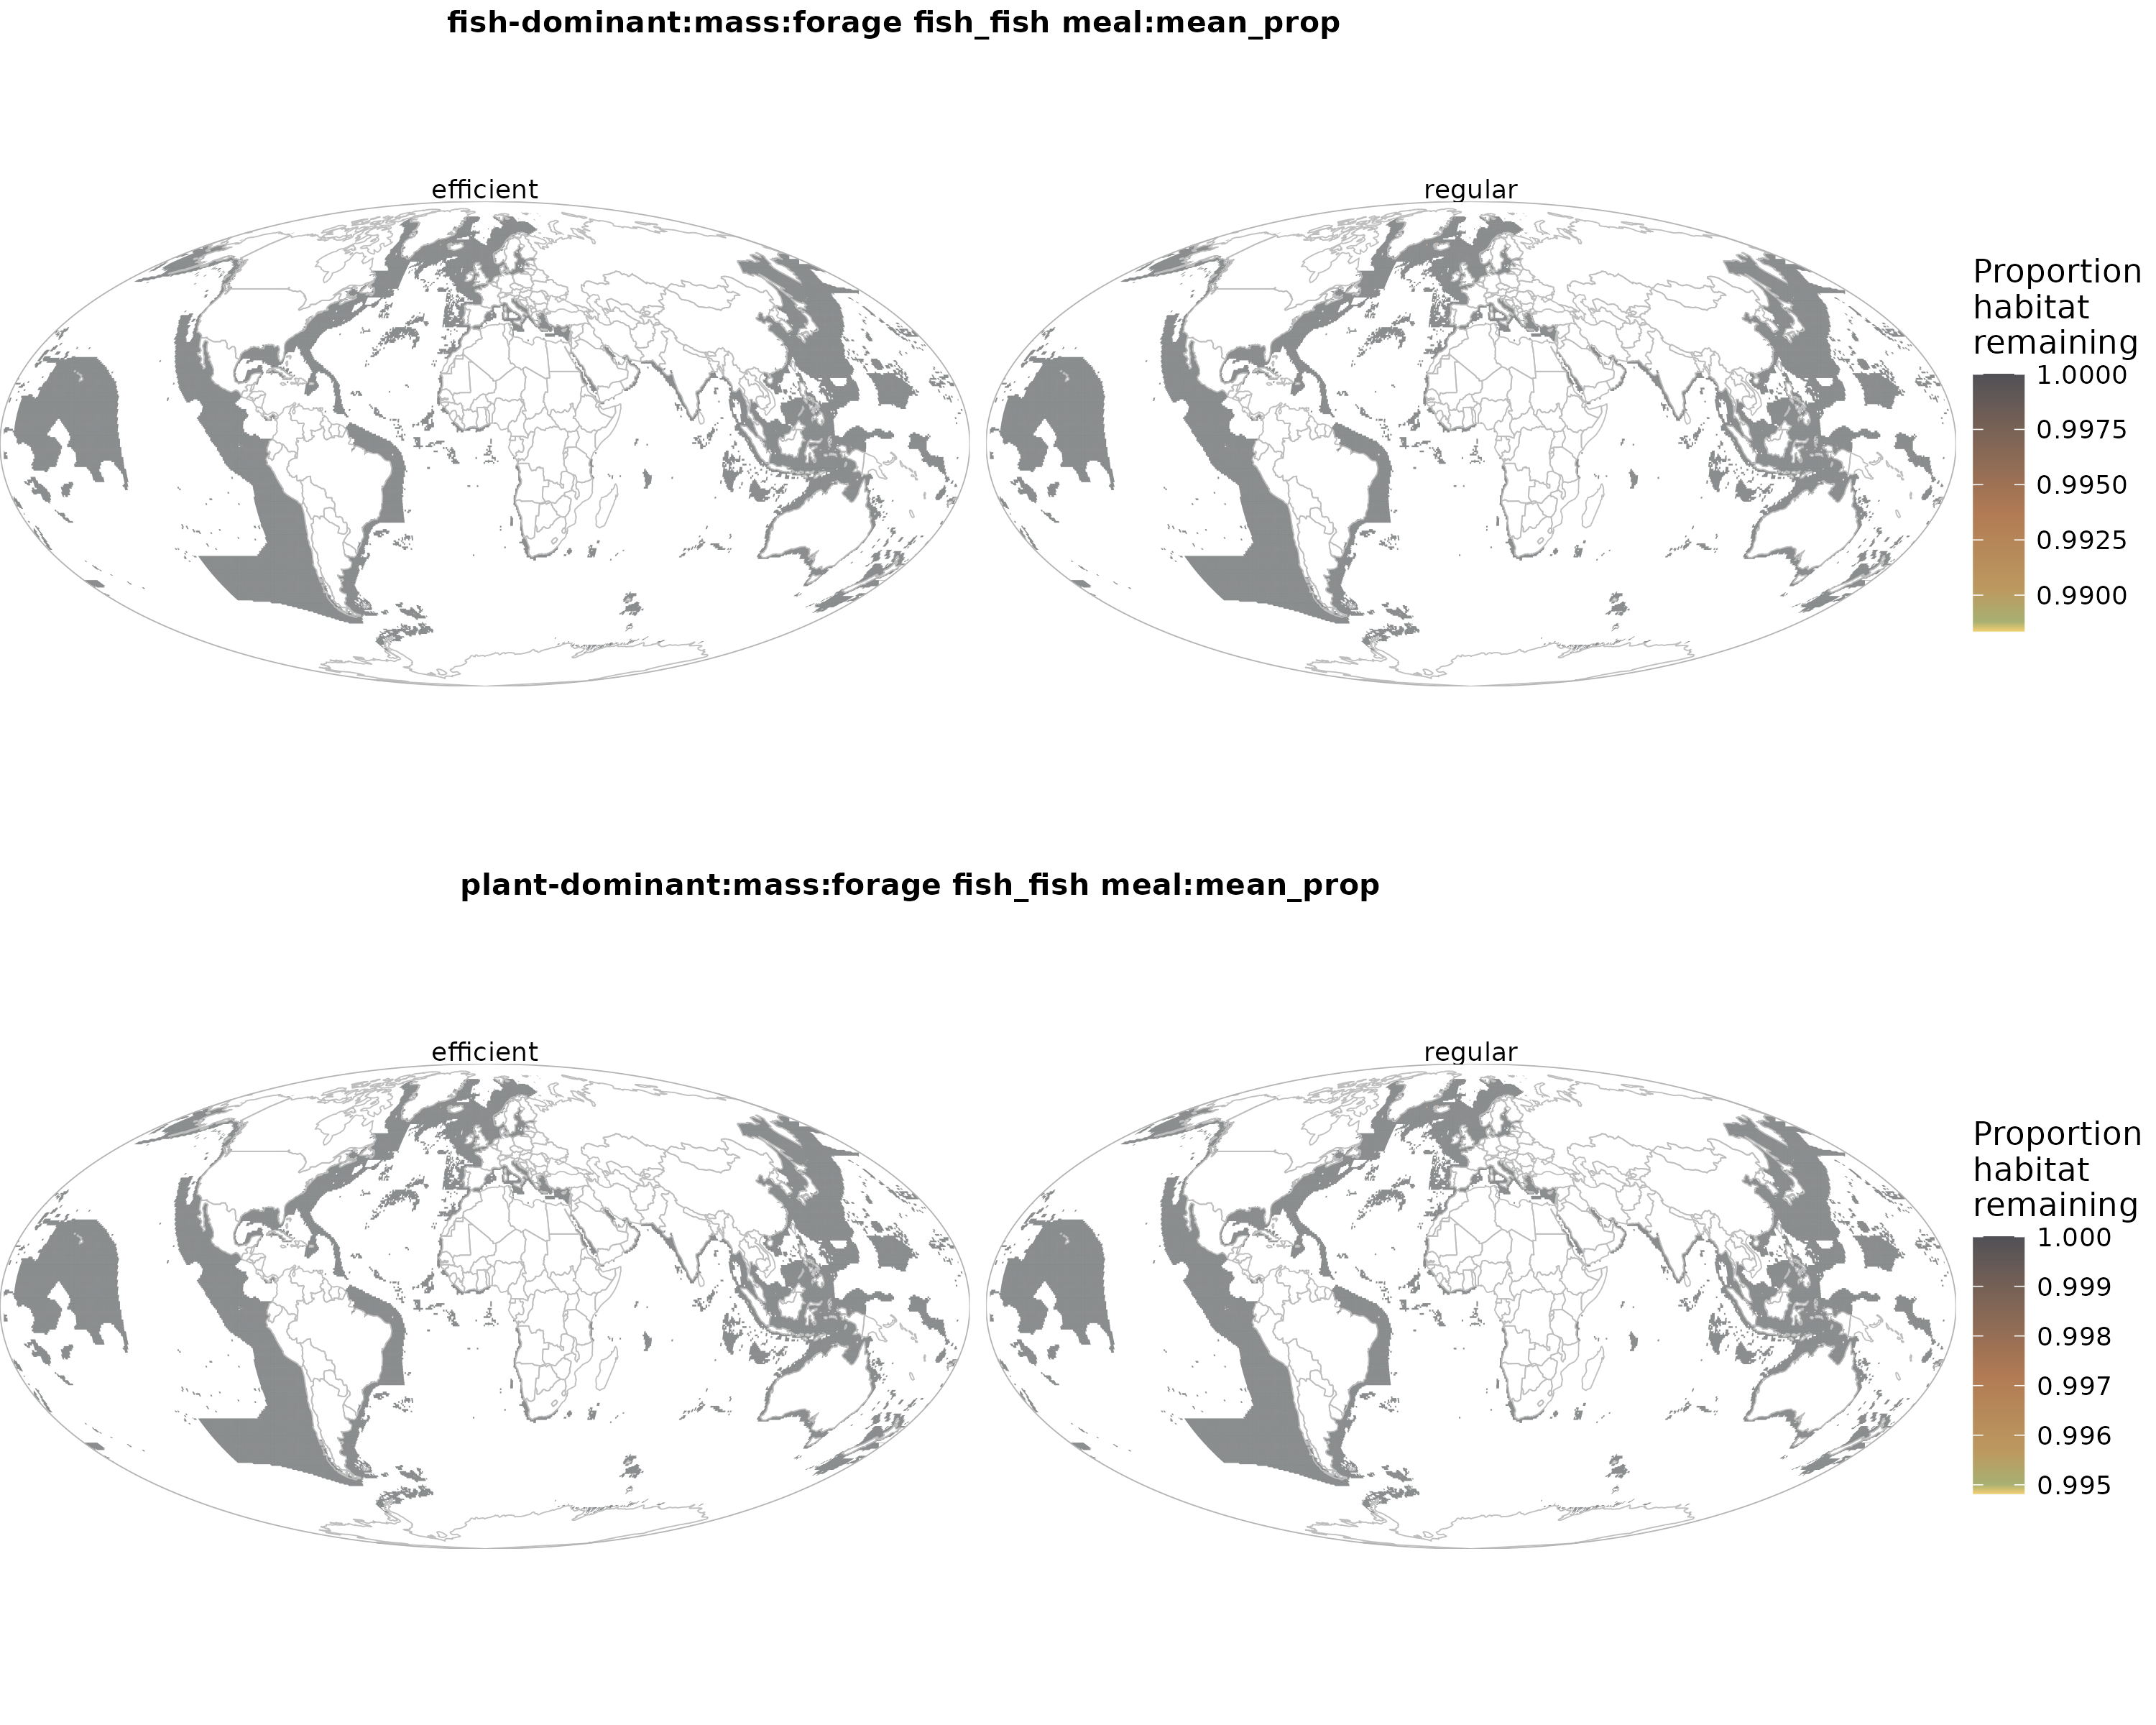 fish-dominant:mass:forage fish_fish meal:mean_prop
efficient
regular
Proportion
habitat
remaining
1.0000
0.9975
0.9950
0.9925
0.9900
plant-dominant:mass:forage fish_fish meal:mean_prop
efficient
regular
Proportion
habitat
remaining
1.000
0.999
0.998
0.997
0.996
0.995